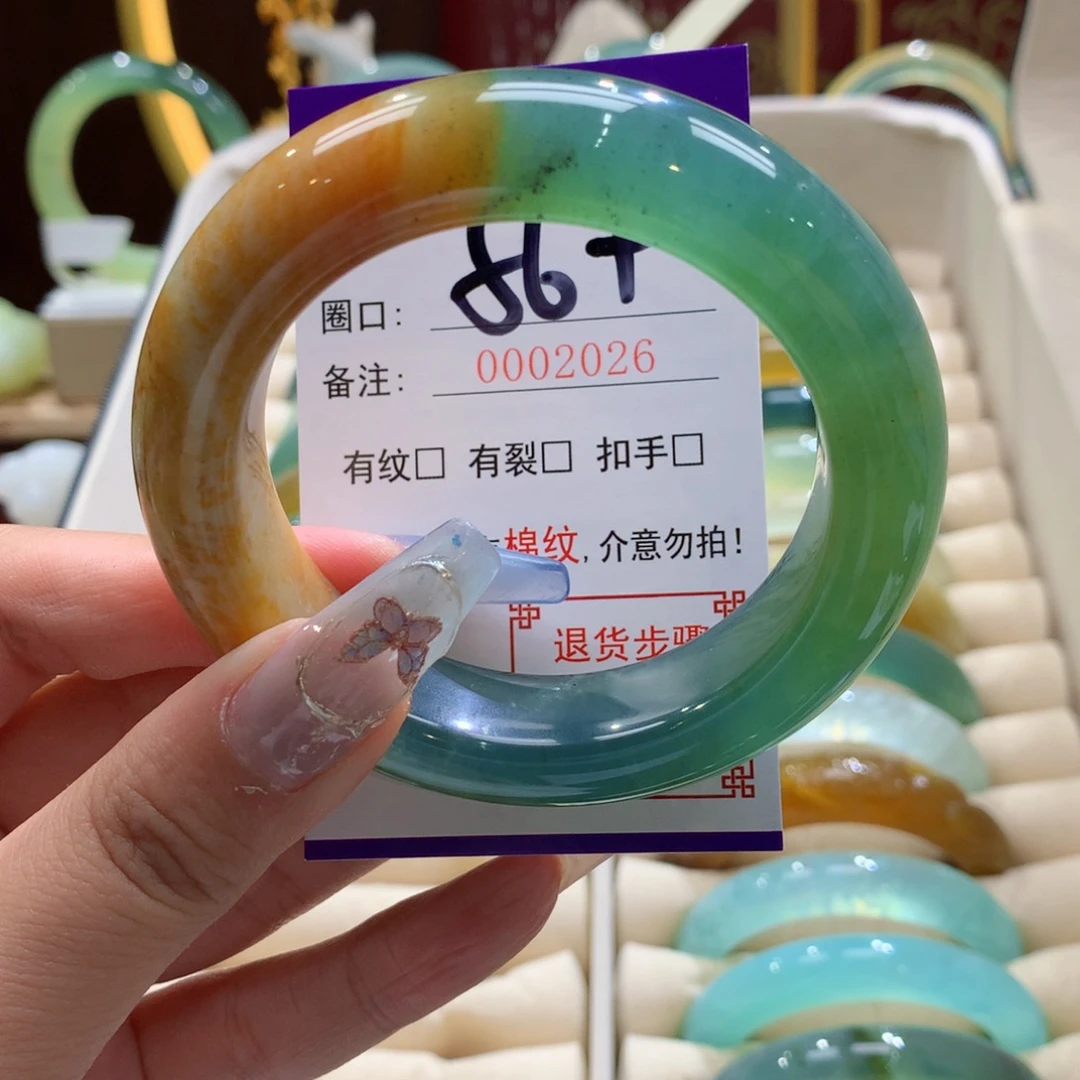 圈口:
备注: 0002026
有纹□ 有裂□ 扣手□
棉纹,介意勿拍!
退货步骤